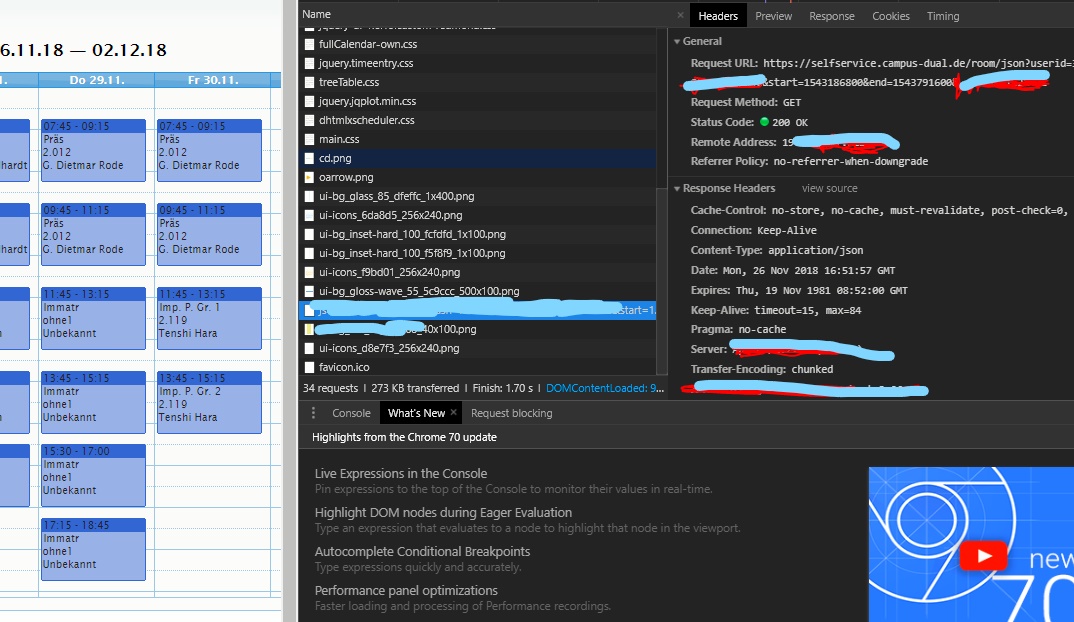 6.11.18 — 02.12.18
Do 29.11.
Fr 30.11.
hardt
07:45 - 09:15
Präs
2.012
G. Dietmar Rode
07:45 - 09:15
Präs
2.012
G. Dietmar Rode
hardt
09:45 - 11:15
Präs
2.012
G. Dietmar Rode
09:45 - 11:15
Präs
2.012
G. Dietmar Rode
11:45 - 13:15
Immatr
ohne1
Unbekannt
11:45 - 13:15
Imp. P. Gr. 1
2.119
Tenshi Hara
13:45 - 15:15
Immatr
ohne1
Unbekannt
13:45 - 15:15
Imp. P. Gr. 2
2.119
Tenshi Hara
15:30 - 17:00
Immatr
ohne1
Unbekannt
17:15 - 18:45
Immatr
ohne1
Unbekannt
Name
fullCalendar-own.css
jquery.timeentry.css
treeTable.css
jquery.jqplot.min.css
dhtmlxscheduler.css
main.css
cd.png
oarrow.png
ui-bg_glass_85_dfeffc_1x400.png
ui-icons_6da8d5_256x240.png
ui-bg_inset-hard_100_fcfdfd_1x100.png
ui-bg_inset-hard_100_f5f8f9_1x100.png
ui-icons_f9bd01_256x240.png
ui-bg_gloss-wave_55_5c9ccc_500x100.png
start=1
40x100.png
ui-icons_d8e7f3_256x240.png
favicon.ico
34 requests | 273 KB transferred | Finish: 1.70 s | DOMContentLoaded: 9...
× Headers Preview Response Cookies Timing
General
Request URL: https://selfservice.campus-dual.de/room/json?userid=
&start=1543186800&end=1543791600
Request Method: GET
Status Code: 200 OK
Remote Address: 19
Referrer Policy: no-referrer-when-downgrade
Response Headers view source
Cache-Control: no-store, no-cache, must-revalidate, post-check=0,
Connection: Keep-Alive
Content-Type: application/json
Date: Mon, 26 Nov 2018 16:51:57 GMT
Expires: Thu, 19 Nov 1981 08:52:00 GMT
Keep-Alive: timeout=15, max=84
Pragma: no-cache
Server:
Transfer-Encoding: chunked
Console What's New × Request blocking
Highlights from the Chrome 70 update
Live Expressions in the Console
Pin expressions to the top of the Console to monitor their values in real-time.
Highlight DOM nodes during Eager Evaluation
Type an expression that evaluates to a node to highlight that node in the viewport.
Autocomplete Conditional Breakpoints
Type expressions quickly and accurately.
Performance panel optimizations
Faster loading and processing of Performance recordings.
new
70